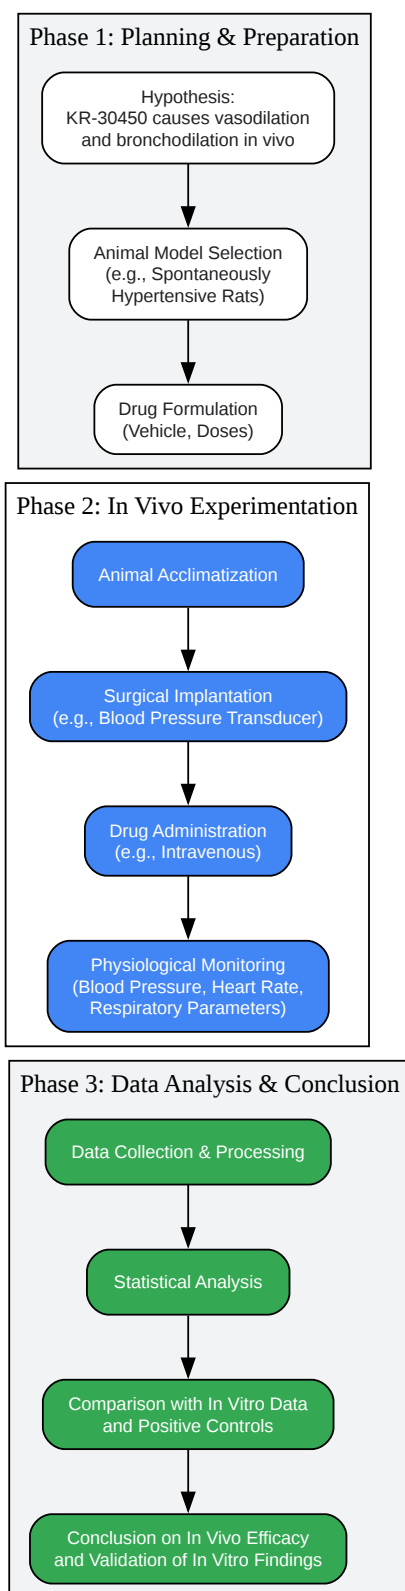 Phase 1: Planning & Preparation
Hypothesis:
KR-30450 causes vasodilation
and bronchodilation in vivo
Animal Model Selection
(e.g., Spontaneously
Hypertensive Rats)
Drug Formulation
(Vehicle, Doses)
Phase 2: In Vivo Experimentation
Animal Acclimatization
Surgical Implantation
(e.g., Blood Pressure Transducer)
Drug Administration
(e.g., Intravenous)
Physiological Monitoring
(Blood Pressure, Heart Rate,
Respiratory Parameters)
Phase 3: Data Analysis & Conclusion
Data Collection & Processing
Statistical Analysis
Comparison with In Vitro Data
and Positive Controls
Conclusion on In Vivo Efficacy
and Validation of In Vitro Findings